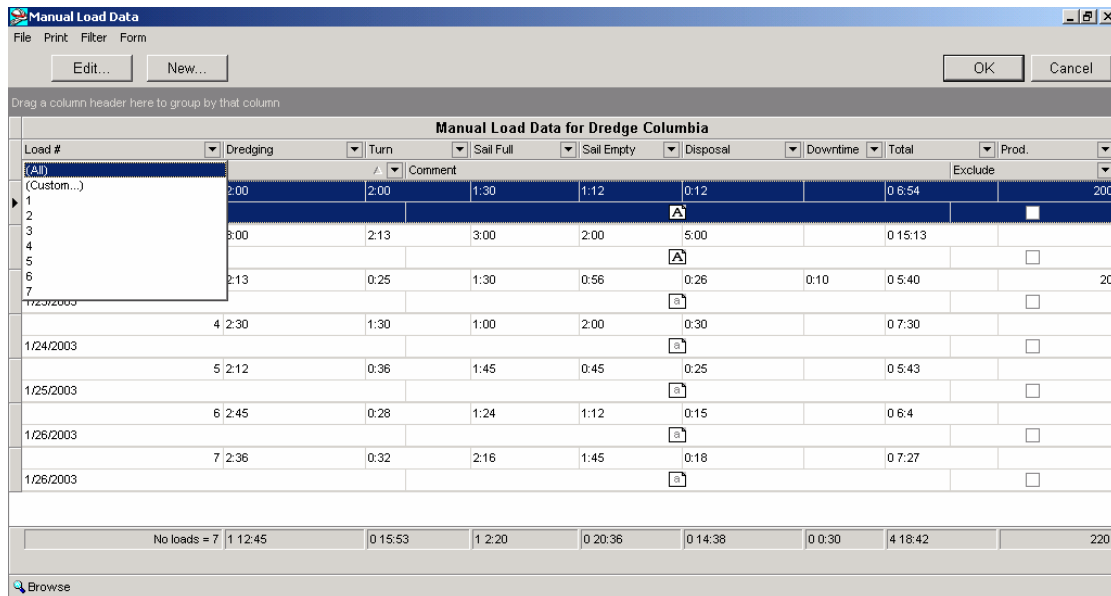 Manual Load Data
File Print Filter Form
Edit... New... OK Cancel
Drag a column header here to group by that column
Manual Load Data for Dredge Columbia
Load # Dredging Turn Sail Full Sail Empty Disposal Downtime Total Prod.
(All) Comment Exclude
(Custom...)
1
2
3
4
5
6
7
2:00 2:00 1:30 1:12 0:12 0 6:54 200
A
3:00 2:13 3:00 2:00 5:00 0 15:13
A
2:13 0:25 1:30 0:56 0:26 0:10 0 5:40 20
1/23/2003 a
4 2:30 1:30 1:00 2:00 0:30 0 7:30
1/24/2003 a
5 2:12 0:36 1:45 0:45 0:25 0 5:43
1/25/2003 a
6 2:45 0:28 1:24 1:12 0:15 0 6:4
1/26/2003 a
7 2:36 0:32 2:16 1:45 0:18 0 7:27
1/26/2003 a
No loads = 7 1 12:45 0 15:53 1 2:20 0 20:36 0 14:38 0 0:30 4 18:42 220
Browse